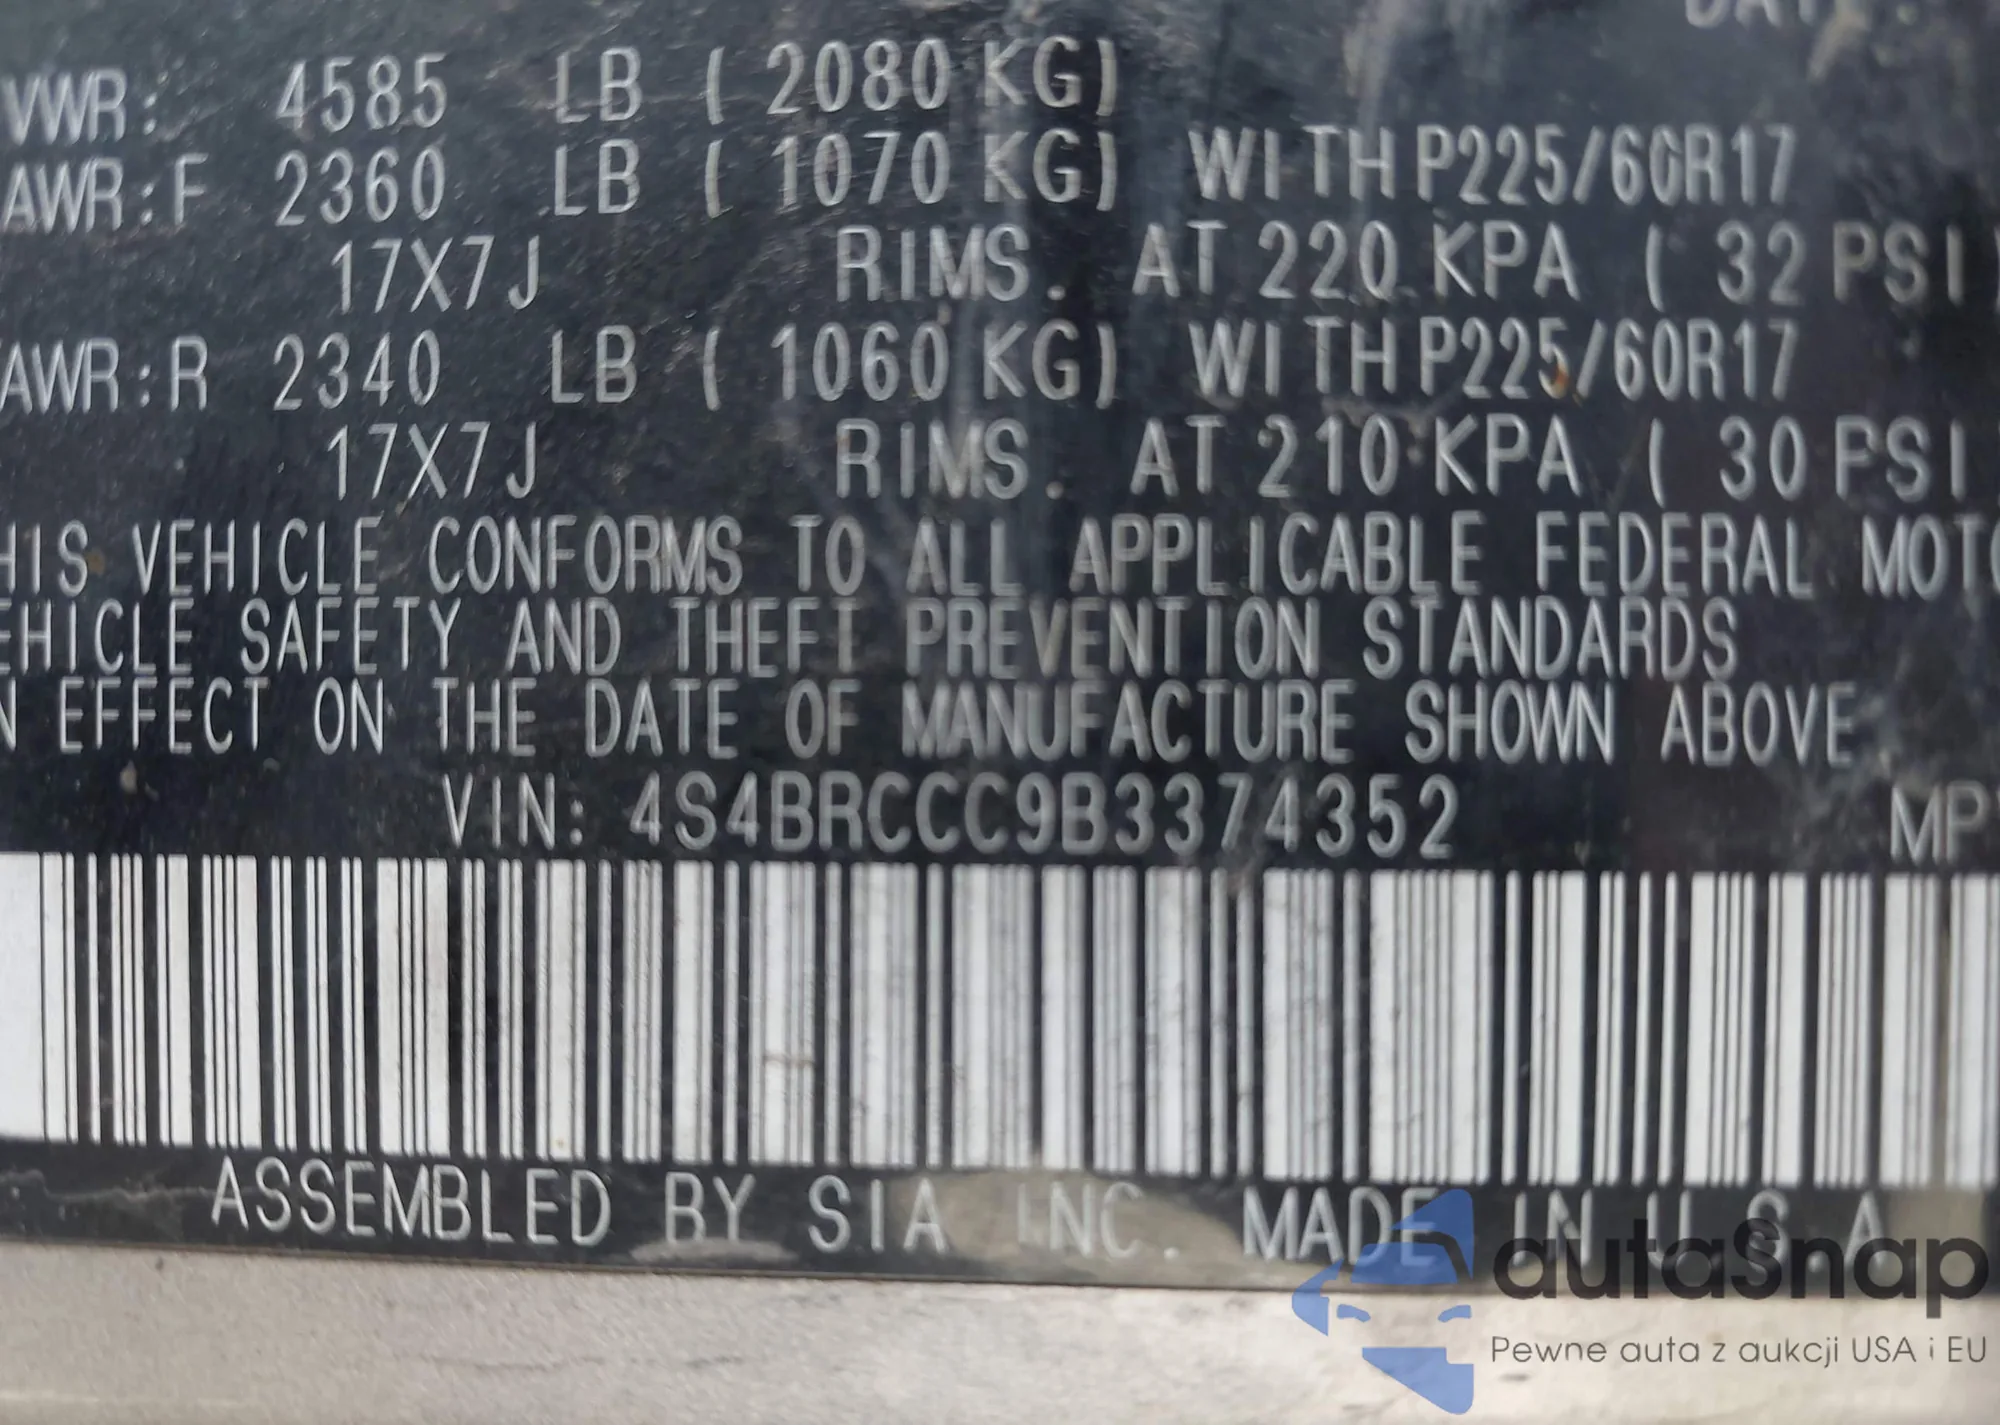 DATE:
VWR: 4585 LB ( 2080 KG)
AWR:F 2360 LB ( 1070 KG) WITH P225/60R17
17X7J RIMS. AT 220 KPA ( 32 PSI)
AWR:R 2340 LB ( 1060 KG) WITH P225/60R17
17X7J RIMS. AT 210 KPA ( 30 PSI)
HIS VEHICLE CONFORMS TO ALL APPLICABLE FEDERAL MOTO
EHICLE SAFETY AND THEFT PREVENTION STANDARDS
N EFFECT ON THE DATE OF MANUFACTURE SHOWN ABOVE
VIN: 4S4BRCCC9B3374352 MPV
ASSEMBLED BY SIA INC. MADE IN U.S.A
autaSnap
Pewne auta z aukcji USA i EU